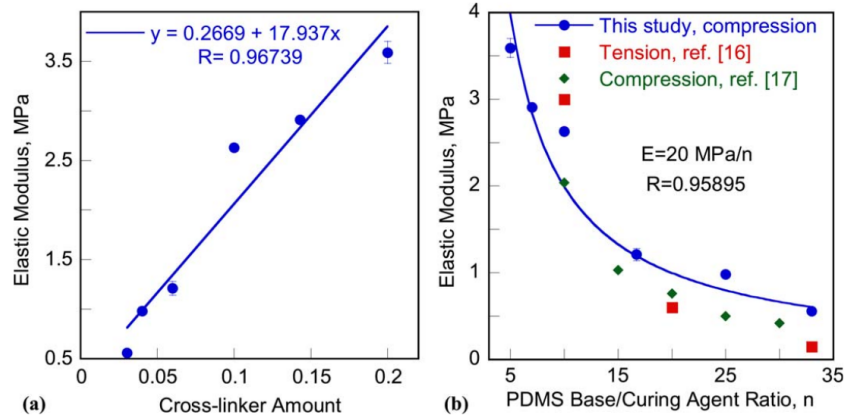 y = 0.2669 + 17.937x
R= 0.96739
3.5
2.5
1.5
0.5
Elastic Modulus, MPa
0
0.05
0.1
0.15
0.2
Cross-linker Amount
(a)
This study, compression
Tension, ref. [16]
Compression, ref. [17]
E=20 MPa/n
R=0.95895
4
3
2
1
0
Elastic Modulus, MPa
5
15
25
PDMS Base/Curing Agent Ratio, n
(b)